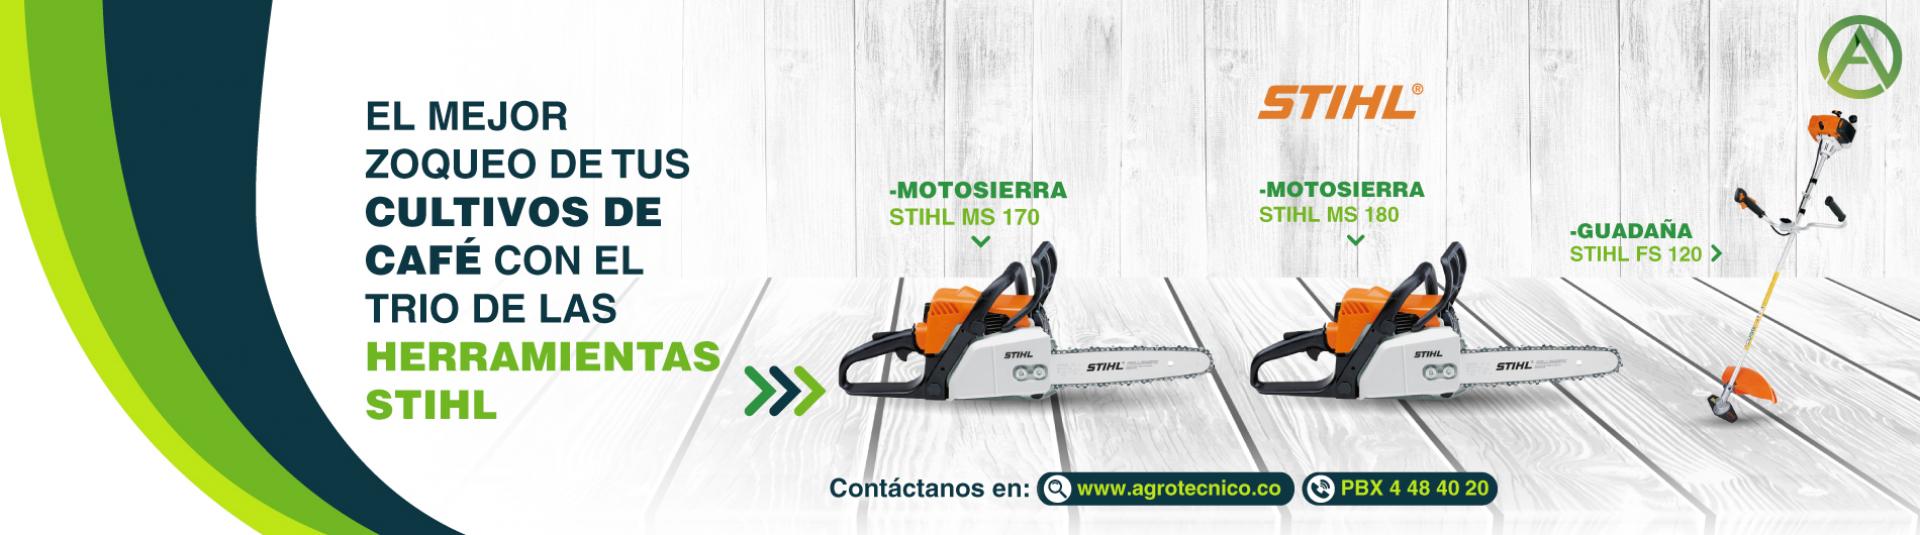 EL MEJOR
ZOQUEO DE TUS
CULTIVOS DE
CAFÉ CON EL
TRIO DE LAS
HERRAMIENTAS
STIHL
-MOTOSIERRA
STIHL MS 170
STIHL®
-MOTOSIERRA
STIHL MS 180
-GUADAÑA
STIHL FS 120
STIHL
STIHL
STIHL
STIHL
Contáctanos en: www.agrotecnico.co PBX 4 48 40 20